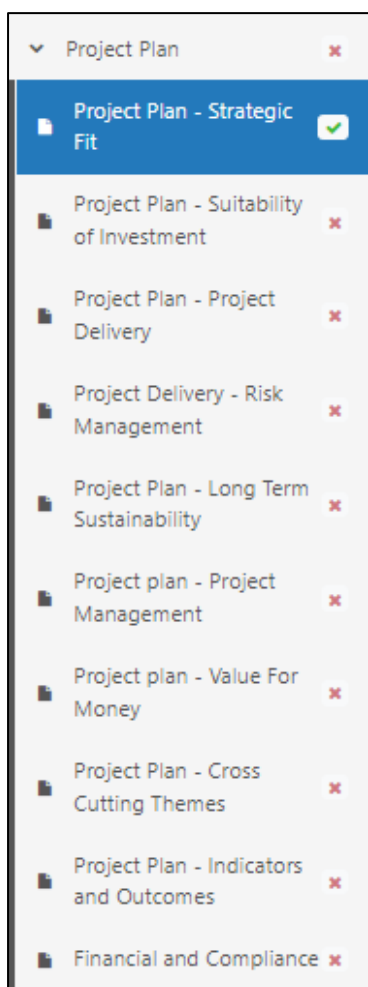 Project Plan
Project Plan - Strategic
Fit
Project Plan - Suitability
of Investment
Project Plan - Project
Delivery
Project Delivery - Risk
Management
Project Plan - Long Term
Sustainability
Project plan - Project
Management
Project plan - Value For
Money
Project Plan - Cross
Cutting Themes
Project Plan - Indicators
and Outcomes
Financial and Compliance